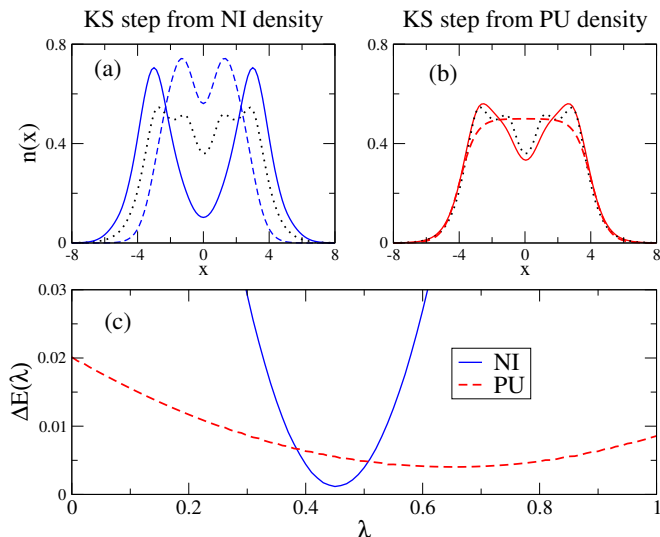 KS step from NI density
KS step from PU density
0.8
0.4
0
n(x)
(a)
-8 -4 0 4 8
x
0.8
0.4
0
(b)
-8 -4 0 4 8
x
0.03
0.02
0.01
0
ΔE(λ)
(c)
NI
PU
0 0.2 0.4 0.6 0.8 1
λ